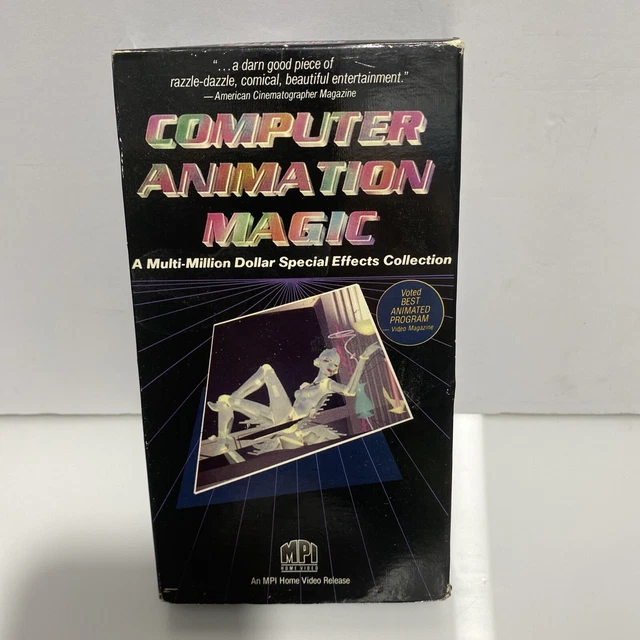 “...a darn good piece of
razzle-dazzle, comical, beautiful entertainment.”
—American Cinematographer Magazine
COMPUTER
ANIMATION
MAGIC
A Multi-Million Dollar Special Effects Collection
Voted
BEST
ANIMATED
PROGRAM
— Video Magazine
MPI
HOME VIDEO
An MPI Home Video Release